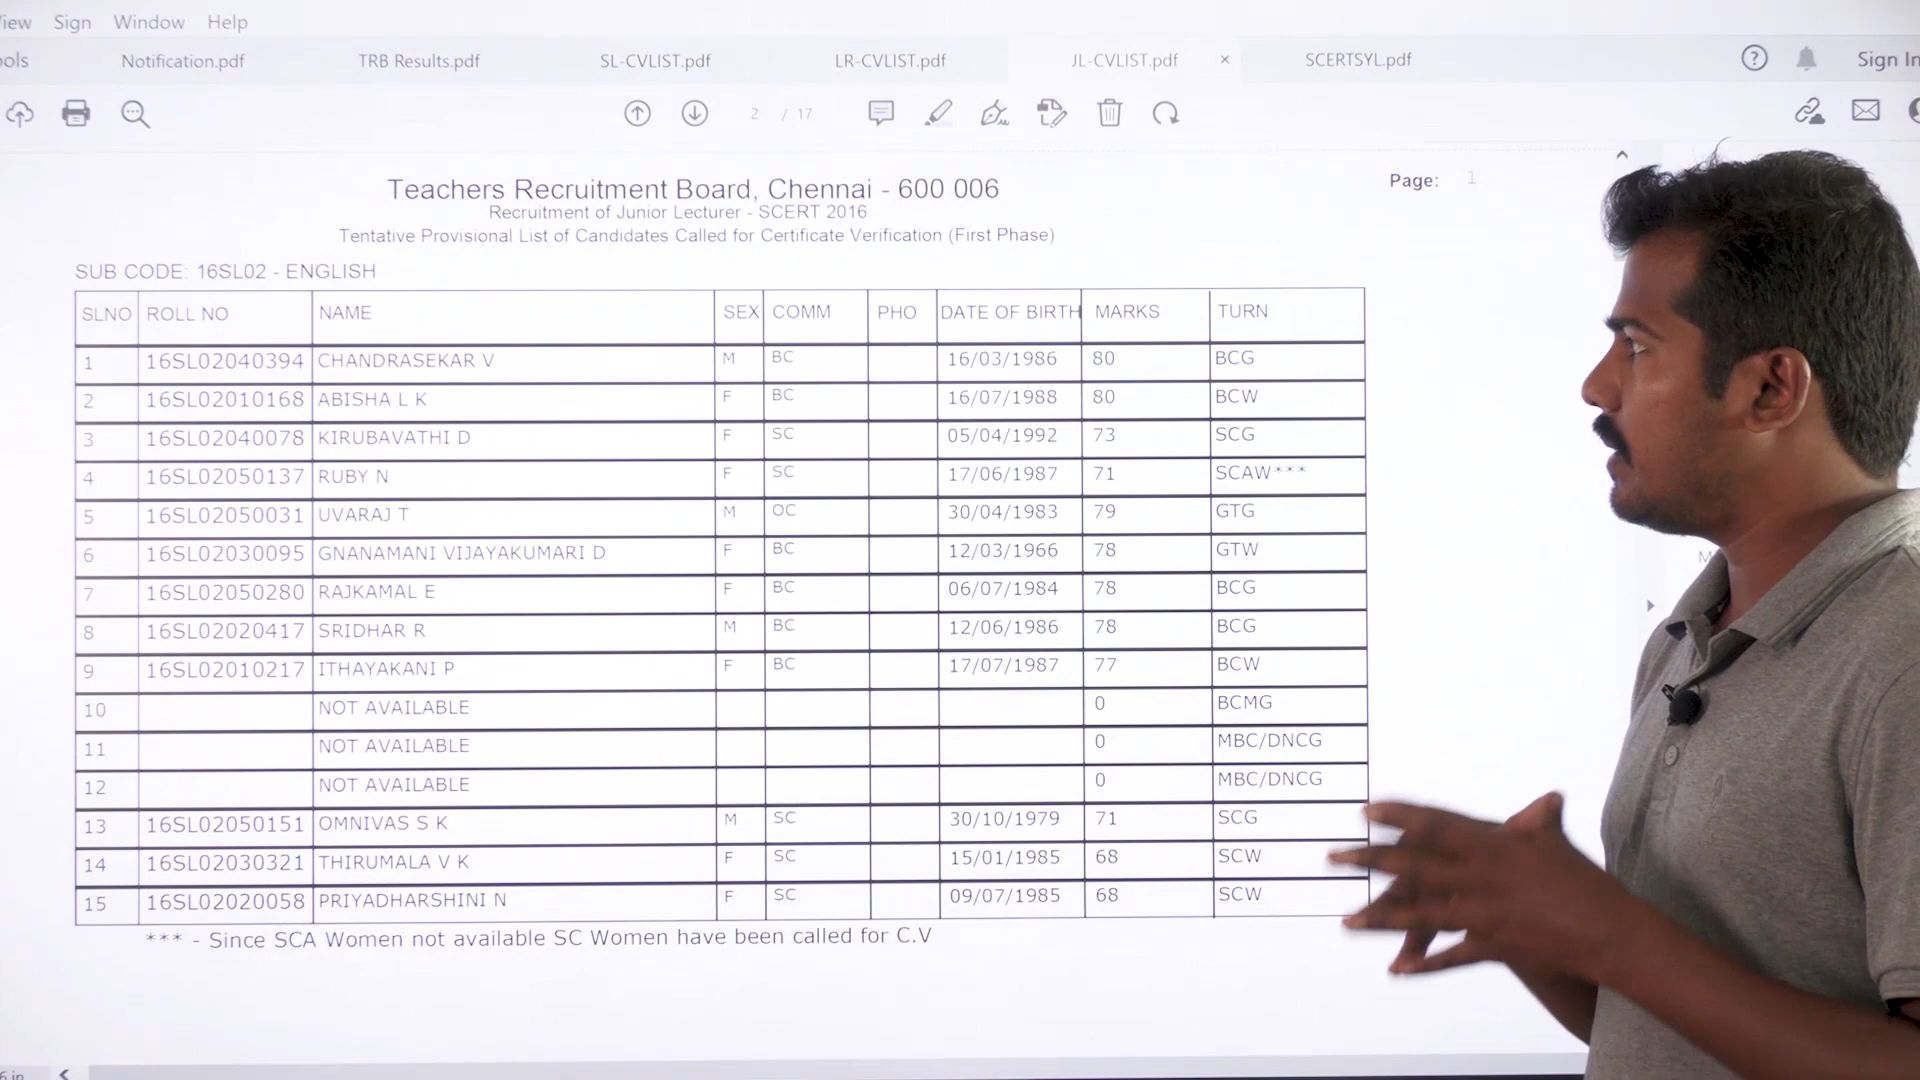 View Sign Window Help
ools Notification.pdf TRB Results.pdf SL-CVLIST.pdf LR-CVLIST.pdf JL-CVLIST.pdf × SCERTSYL.pdf Sign In
2 / 17
Teachers Recruitment Board, Chennai - 600 006
Page: 1
Recruitment of Junior Lecturer - SCERT 2016
Tentative Provisional List of Candidates Called for Certificate Verification (First Phase)
SUB CODE: 16SL02 - ENGLISH
SLNO ROLL NO NAME SEX COMM PHO DATE OF BIRTH MARKS TURN
1 16SL02040394 CHANDRASEKAR V M BC 16/03/1986 80 BCG
2 16SL02010168 ABISHA L K F BC 16/07/1988 80 BCW
3 16SL02040078 KIRUBAVATHI D F SC 05/04/1992 73 SCG
4 16SL02050137 RUBY N F SC 17/06/1987 71 SCAW***
5 16SL02050031 UVARAJ T M OC 30/04/1983 79 GTG
6 16SL02030095 GNANAMANI VIJAYAKUMARI D F BC 12/03/1966 78 GTW
7 16SL02050280 RAJKAMAL E F BC 06/07/1984 78 BCG
8 16SL02020417 SRIDHAR R M BC 12/06/1986 78 BCG
9 16SL02010217 ITHAYAKANI P F BC 17/07/1987 77 BCW
10 NOT AVAILABLE 0 BCMG
11 NOT AVAILABLE 0 MBC/DNCG
12 NOT AVAILABLE 0 MBC/DNCG
13 16SL02050151 OMNIVAS S K M SC 30/10/1979 71 SCG
14 16SL02030321 THIRUMALA V K F SC 15/01/1985 68 SCW
15 16SL02020058 PRIYADHARSHINI N F SC 09/07/1985 68 SCW
*** - Since SCA Women not available SC Women have been called for C.V